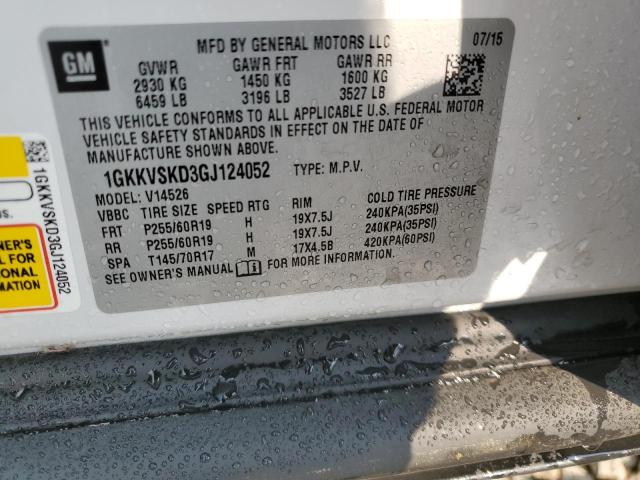 GM
MFD BY GENERAL MOTORS LLC 07/15
GVWR GAWR FRT GAWR RR
2930 KG 1450 KG 1600 KG
6459 LB 3196 LB 3527 LB
THIS VEHICLE CONFORMS TO ALL APPLICABLE U.S. FEDERAL MOTOR
VEHICLE SAFETY STANDARDS IN EFFECT ON THE DATE OF
MANUFACTURE SHOWN ABOVE.
1GKKVSKD3GJ124052 TYPE: M.P.V.
MODEL: V14526
VBBC TIRE SIZE SPEED RTG RIM COLD TIRE PRESSURE
FRT P255/60R19 H 19X7.5J 240KPA(35PSI)
RR P255/60R19 H 19X7.5J 240KPA(35PSI)
SPA T145/70R17 M 17X4.5B 420KPA(60PSI)
SEE OWNER'S MANUAL FOR MORE INFORMATION
1GKKVSKD3GJ124052
US.
WNER'S
L FOR
IONAL
RMATION